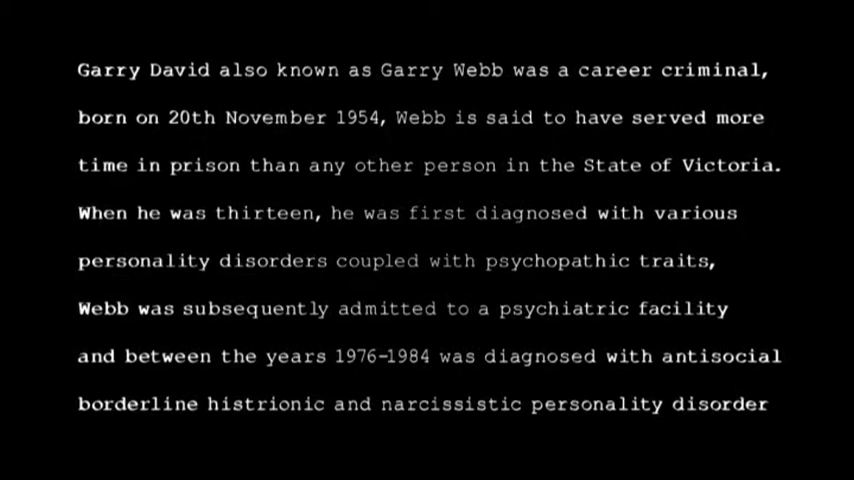 Garry David also known as Garry Webb was a career criminal,
born on 20th November 1954, Webb is said to have served more
time in prison than any other person in the State of Victoria.
When he was thirteen, he was first diagnosed with various
personality disorders coupled with psychopathic traits,
Webb was subsequently admitted to a psychiatric facility
and between the years 1976-1984 was diagnosed with antisocial
borderline histrionic and narcissistic personality disorder